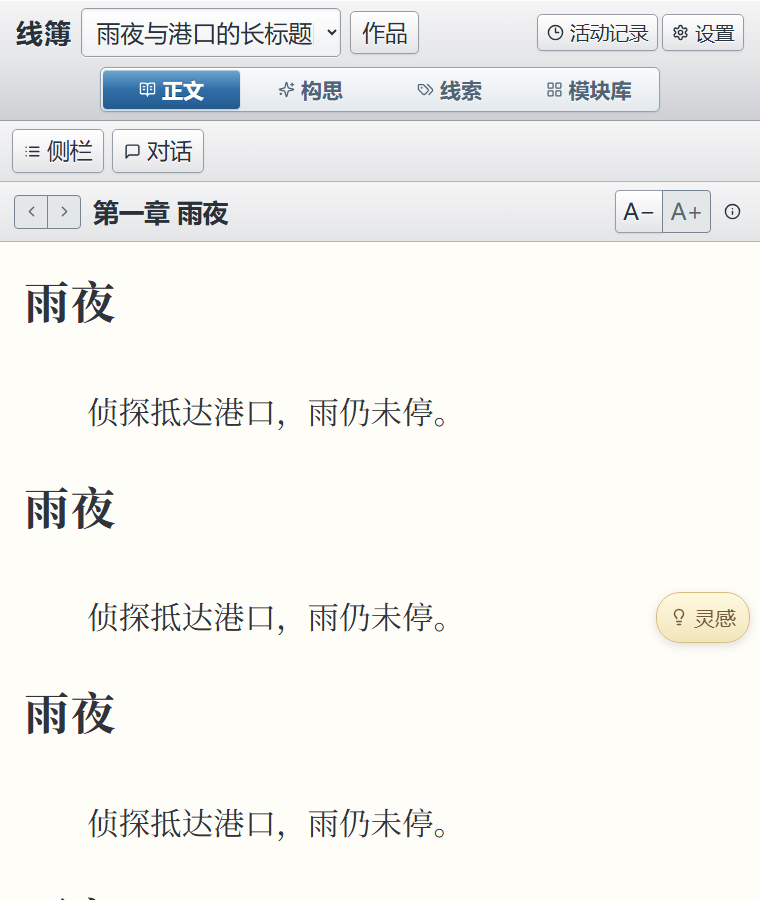 线簿 雨夜与港口的长标题 作品 活动记录 设置
正文 构思 线索 模块库
侧栏 对话
第一章 雨夜 A− A+
雨夜
侦探抵达港口，雨仍未停。
雨夜
侦探抵达港口，雨仍未停。
灵感
雨夜
侦探抵达港口，雨仍未停。